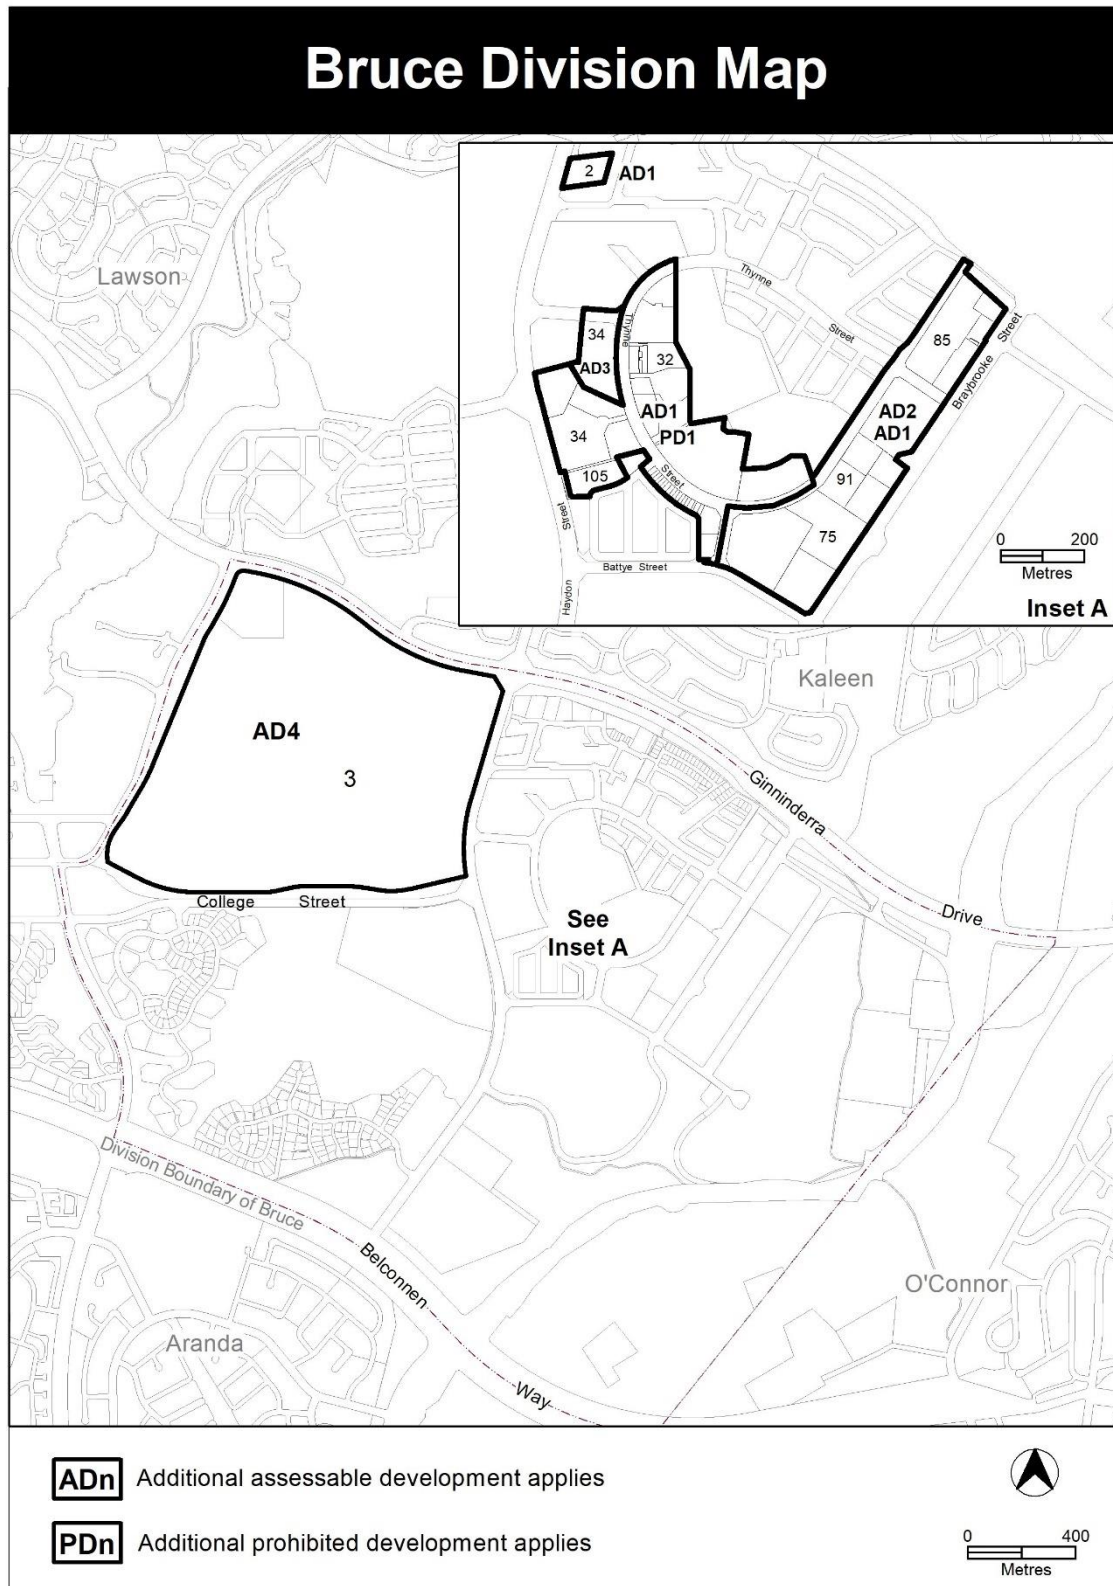 Bruce Division Map
Lawson
2
AD1
Thynne
Street
34
AD3
Thynne
32
85
AD1
PD1
AD2
AD1
Braybrooke
Street
34
105
Street
91
75
Street
Haydon
Battye Street
0 200
Metres
Inset A
Kaleen
AD4
3
Ginninderra
Drive
College Street
See
Inset A
Division Boundary of Bruce
Belconnen
Way
O'Connor
Aranda
ADn Additional assessable development applies
PDn Additional prohibited development applies
0 400
Metres